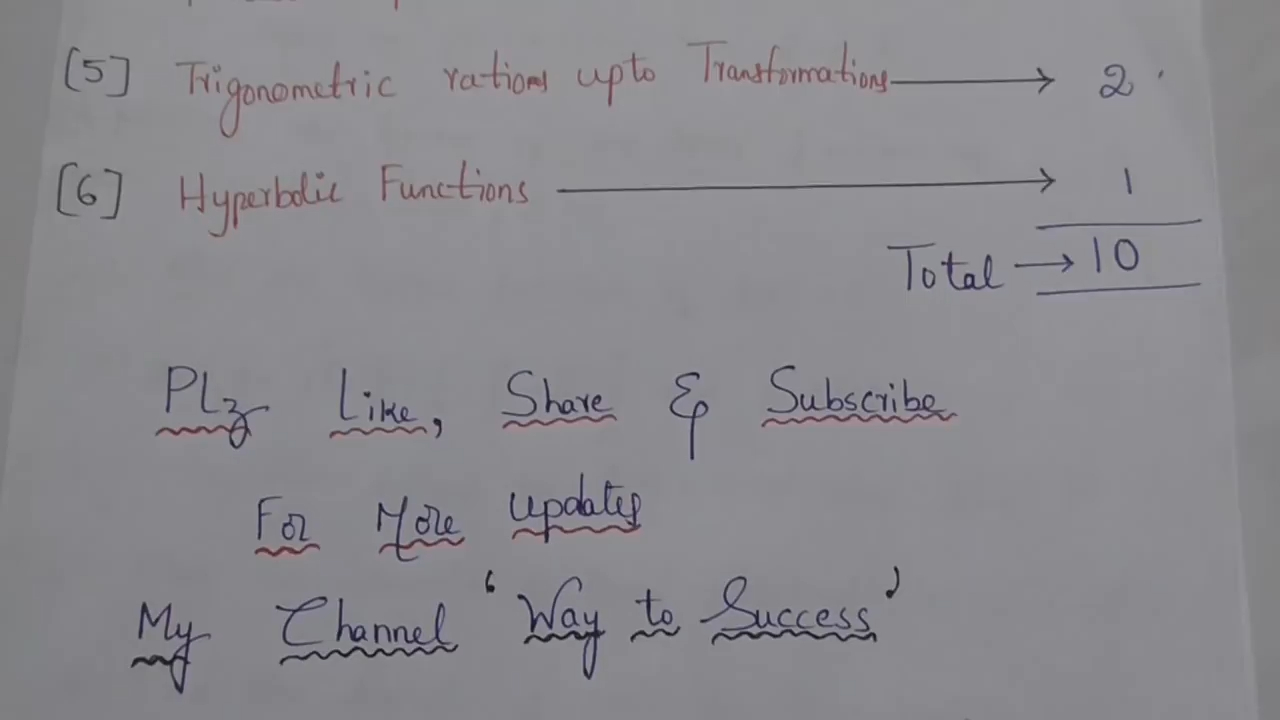 [5] Trigonometric rations upto Transformations → 2
[6] Hyperbolic Functions → 1
Total → 10
PLz Like, Share & Subscribe
For More updates
My Channel ‘Way to Success’